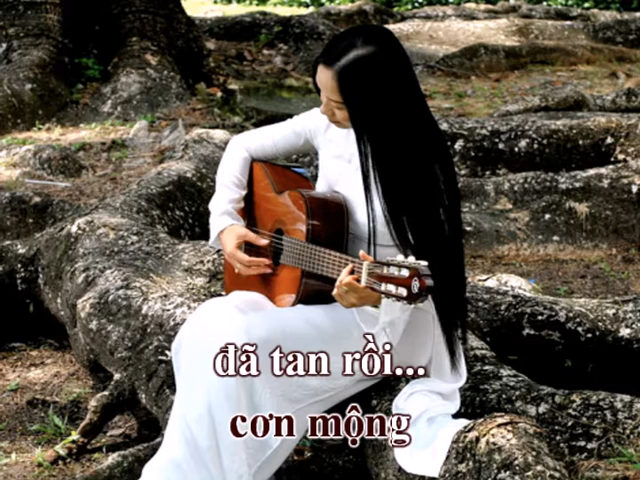 đã tan rồi...
cơn mộng